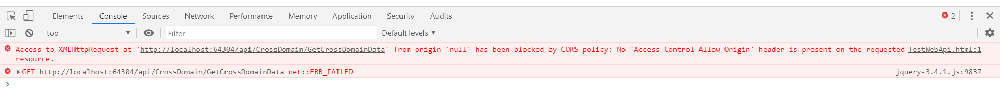 Elements Console Sources Network Performance Memory Application Security Audits 2
top Filter Default levels
Access to XMLHttpRequest at 'http://localhost:64304/api/CrossDomain/GetCrossDomainData' from origin 'null' has been blocked by CORS policy: No 'Access-Control-Allow-Origin' header is present on the requested TestWebApi.html:1
resource.
GET http://localhost:64304/api/CrossDomain/GetCrossDomainData net::ERR_FAILED jquery-3.4.1.js:9837